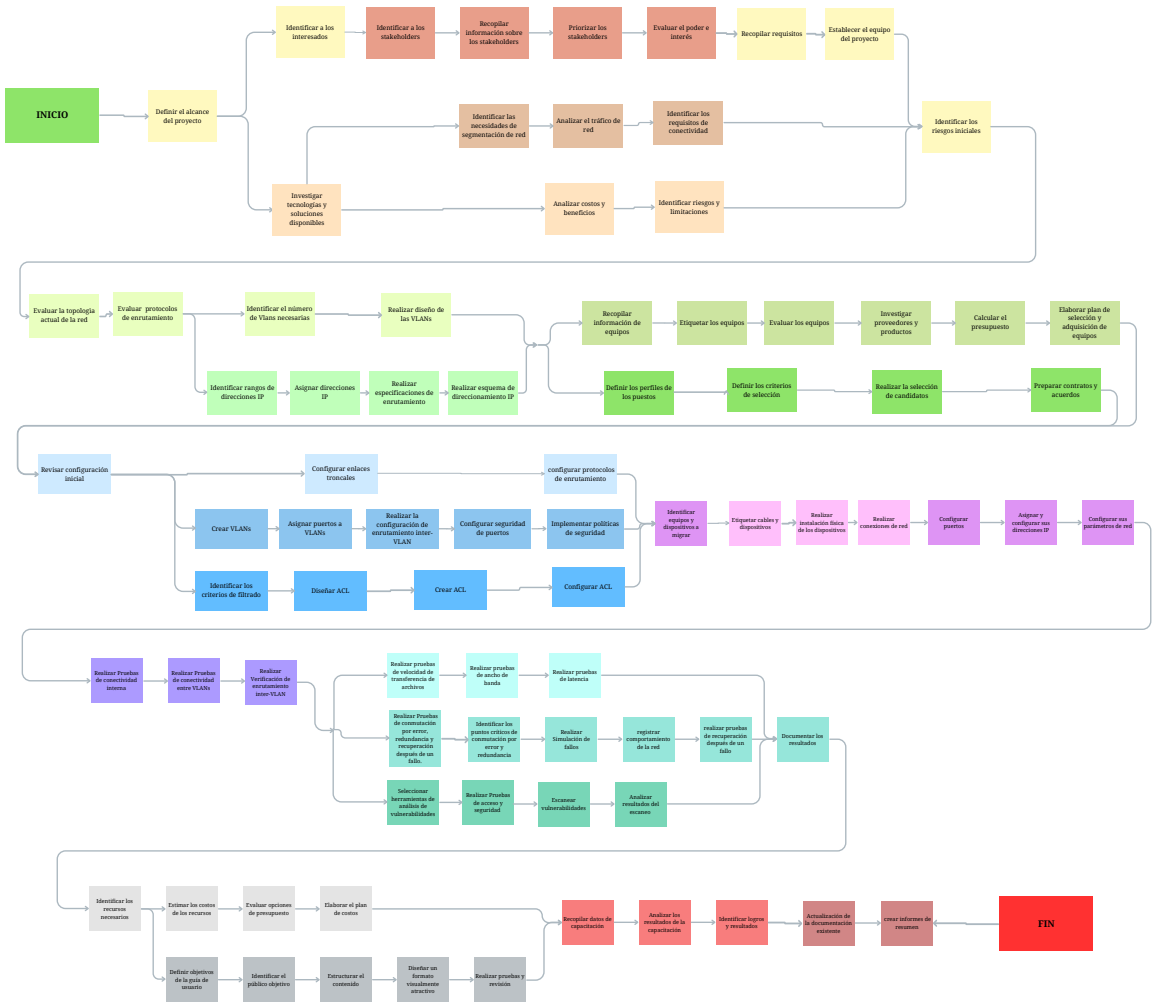 INICIO
Definir el alcance
del proyecto
Identificar a los
interesados
Identificar a los
stakeholders
Recopilar
información sobre
los stakeholders
Priorizar los
stakeholders
Evaluar el poder e
interés
Recopilar requisitos
Establecer el equipo
del proyecto
Identificar las
necesidades de
segmentación de red
Analizar el tráfico de
red
Identificar los
requisitos de
conectividad
Identificar los
riesgos iniciales
Investigar
tecnologías y
soluciones
disponibles
Analizar costos y
beneficios
Identificar riesgos y
limitaciones
Evaluar la topología
actual de la red
Evaluar protocolos
de enrutamiento
Identificar el número
de Vlans necesarias
Realizar diseño de
las VLANs
Identificar rangos de
direcciones IP
Asignar direcciones
IP
Realizar
especificaciones de
enrutamiento
Realizar esquema de
direccionamiento IP
Recopilar
información de
equipos
Etiquetar los equipos
Evaluar los equipos
Investigar
proveedores y
productos
Calcular el
presupuesto
Elaborar plan de
selección y
adquisición de
equipos
Definir los perfiles de
los puestos
Definir los criterios
de selección
Realizar la selección
de candidatos
Preparar contratos y
acuerdos
Revisar configuración
inicial
Configurar enlaces
troncales
configurar protocolos
de enrutamiento
Crear VLANs
Asignar puertos a
VLANs
Realizar la
configuración de
enrutamiento inter-
VLAN
Configurar seguridad
de puertos
Implementar políticas
de seguridad
Identificar los
criterios de filtrado
Diseñar ACL
Crear ACL
Configurar ACL
Identificar
equipos y
dispositivos a
migrar
Etiquetar cables y
dispositivos
Realizar
instalación física
de los dispositivos
Realizar
conexiones de red
Configurar
puertos
Asignar y
configurar sus
direcciones IP
Configurar sus
parámetros de red
Realizar Pruebas
de conectividad
interna
Realizar Pruebas
de conectividad
entre VLANs
Realizar
Verificación de
enrutamiento
inter-VLAN
Realizar pruebas
de velocidad de
transferencia de
archivos
Realizar pruebas
de ancho de
banda
Realizar pruebas
de latencia
Realizar Pruebas
de conmutación
por error,
redundancia y
recuperación
después de un
fallo.
Identificar los
puntos críticos de
conmutación por
error y
redundancia
Realizar
Simulación de
fallos
registrar
comportamiento
de la red
realizar pruebas
de recuperación
después de un
fallo
Documentar los
resultados
Seleccionar
herramientas de
análisis de
vulnerabilidades
Realizar Pruebas
de acceso y
seguridad
Escanear
vulnerabilidades
Analizar
resultados del
escaneo
Identificar los
recursos
necesarios
Estimar los costos
de los recursos
Evaluar opciones
de presupuesto
Elaborar el plan
de costos
Definir objetivos
de la guía de
usuario
Identificar el
público objetivo
Estructurar el
contenido
Diseñar un
formato
visualmente
atractivo
Realizar pruebas y
revisión
Recopilar datos de
capacitación
Analizar los
resultados de la
capacitación
Identificar logros
y resultados
Actualización de
la documentación
existente
crear informes de
resumen
FIN